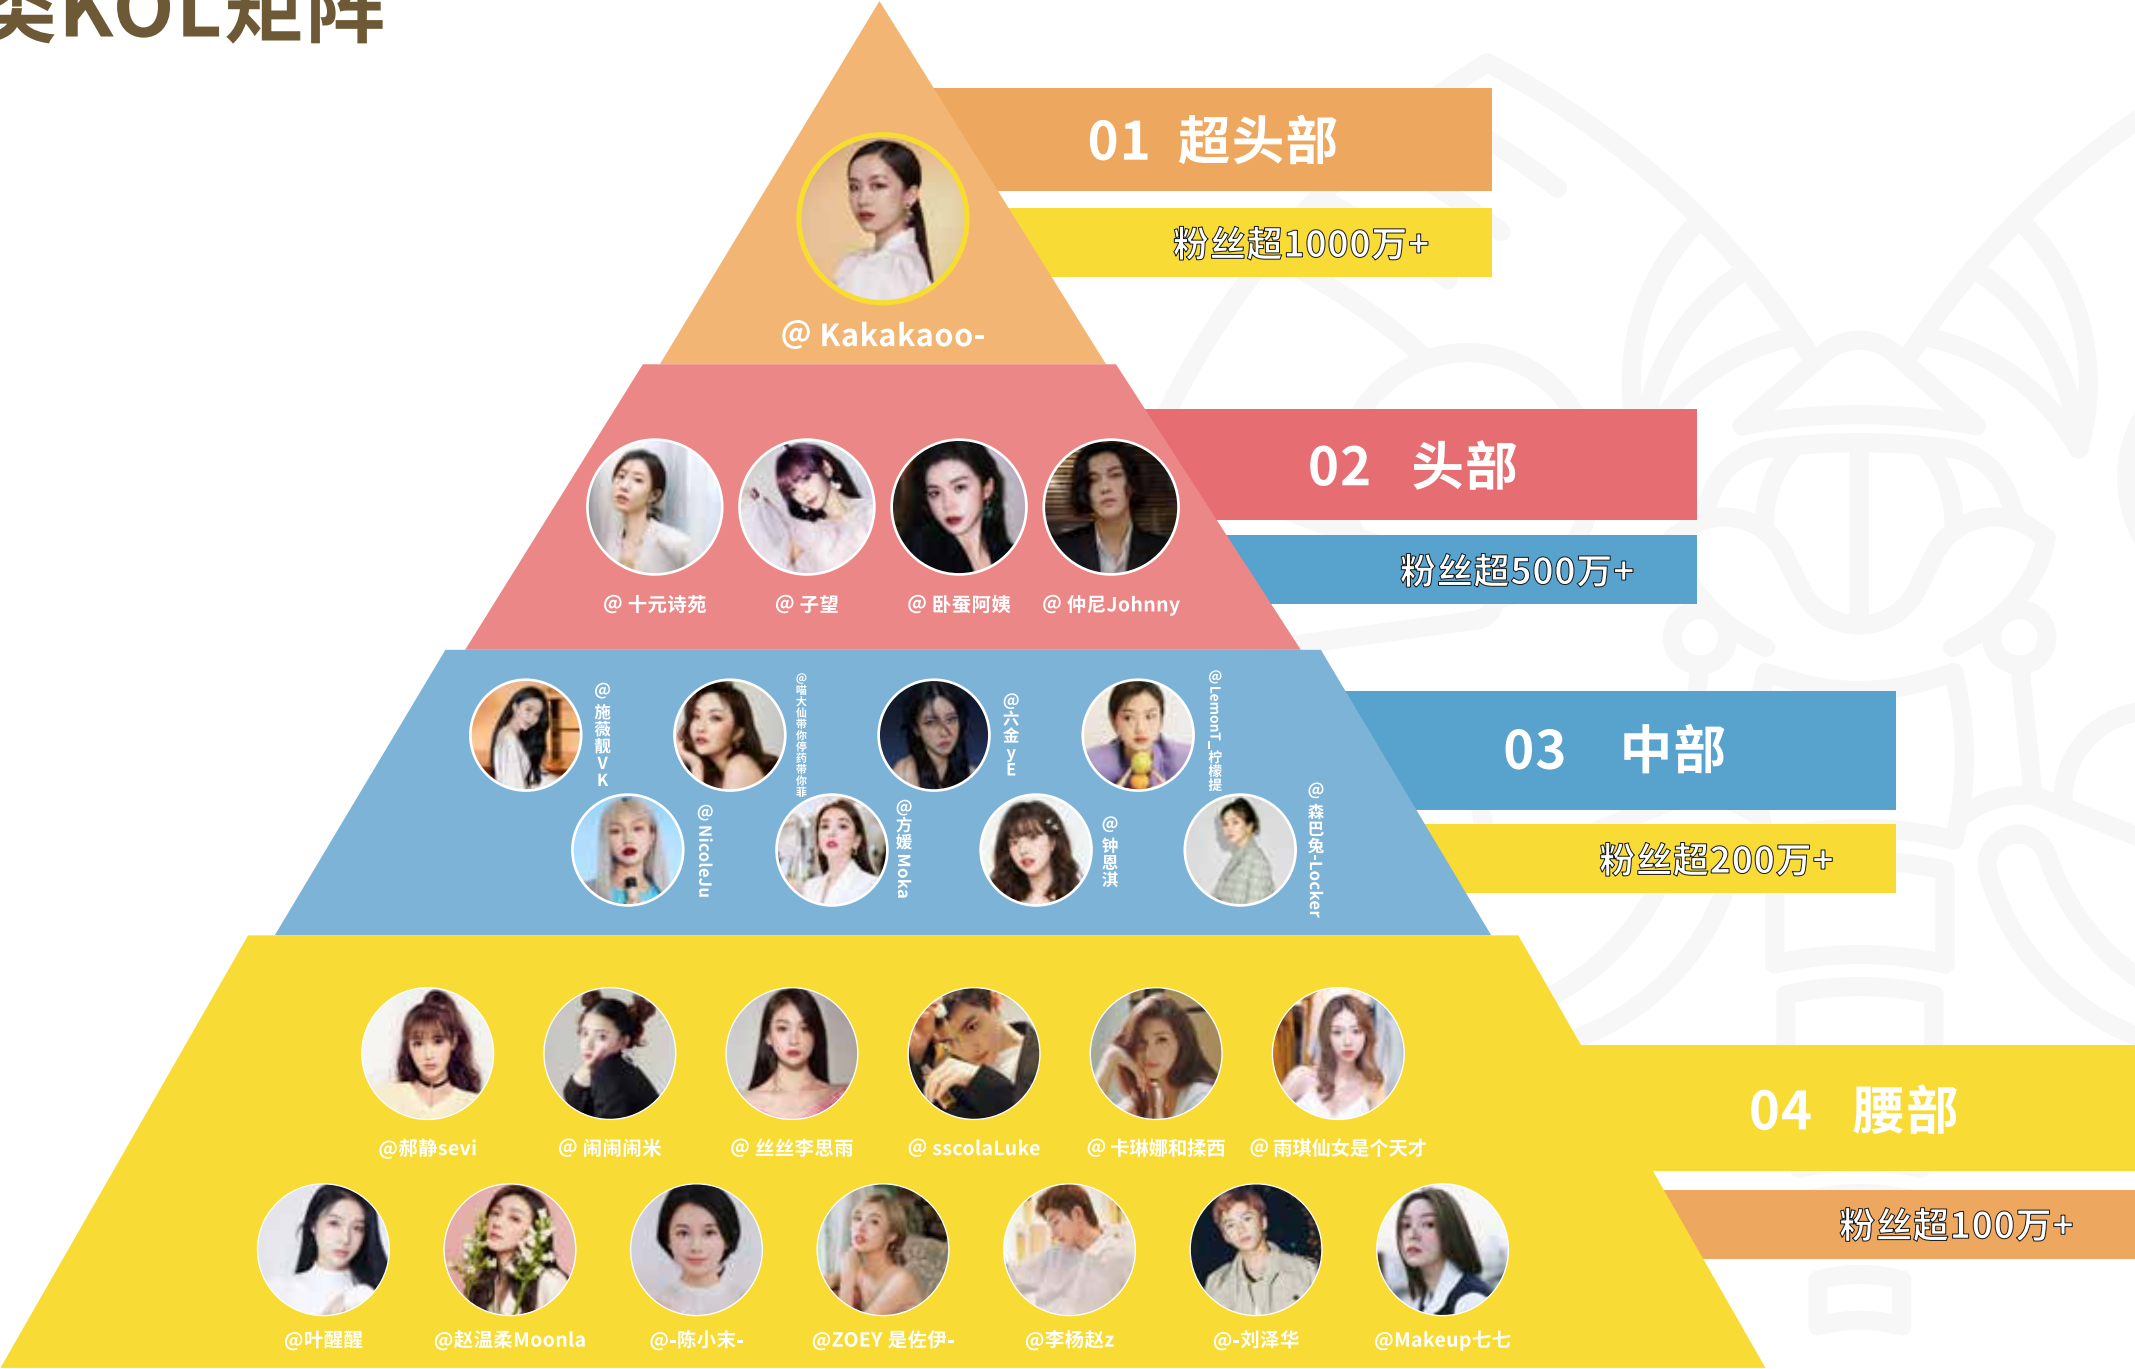 类KOL矩阵
01 超头部
粉丝超1000万+
@ Kakakaoo-
02 头部
粉丝超500万+
@ 十元诗苑
@ 子望
@ 卧蚕阿姨
@ 仲尼Johnny
03 中部
粉丝超200万+
@ 施薇靓VK
@喵大仙带你停药带你菲
@六金yE
@LemonT_柠檬提
@ NicoleJu
@方媛 Moka
@ 钟恩淇
@ 森巴兔-Locker
04 腰部
粉丝超100万+
@郝静sevi
@ 闹闹闹米
@ 丝丝李思雨
@ sscolaLuke
@ 卡琳娜和揉西
@ 雨琪仙女是个天才
@叶醒醒
@赵温柔Moonla
@-陈小末-
@ZOEY 是佐伊-
@李杨赵z
@-刘泽华
@Makeup七七